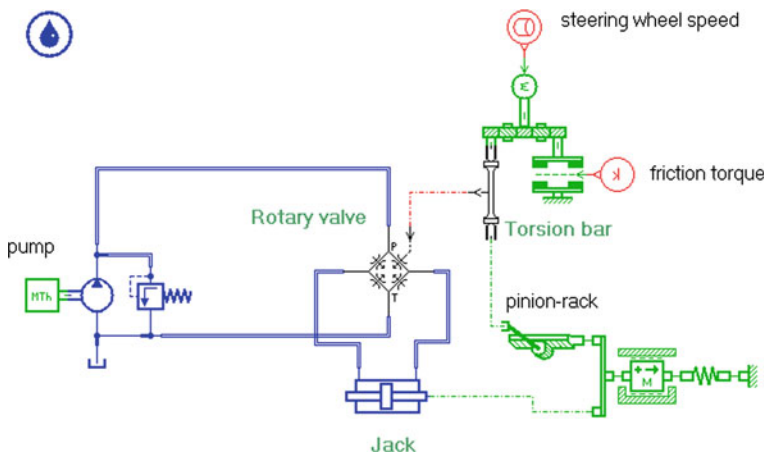 steering wheel speed
friction torque
Rotary valve
Torsion bar
pump
P
T
MTh
pinion-rack
M
K
Jack